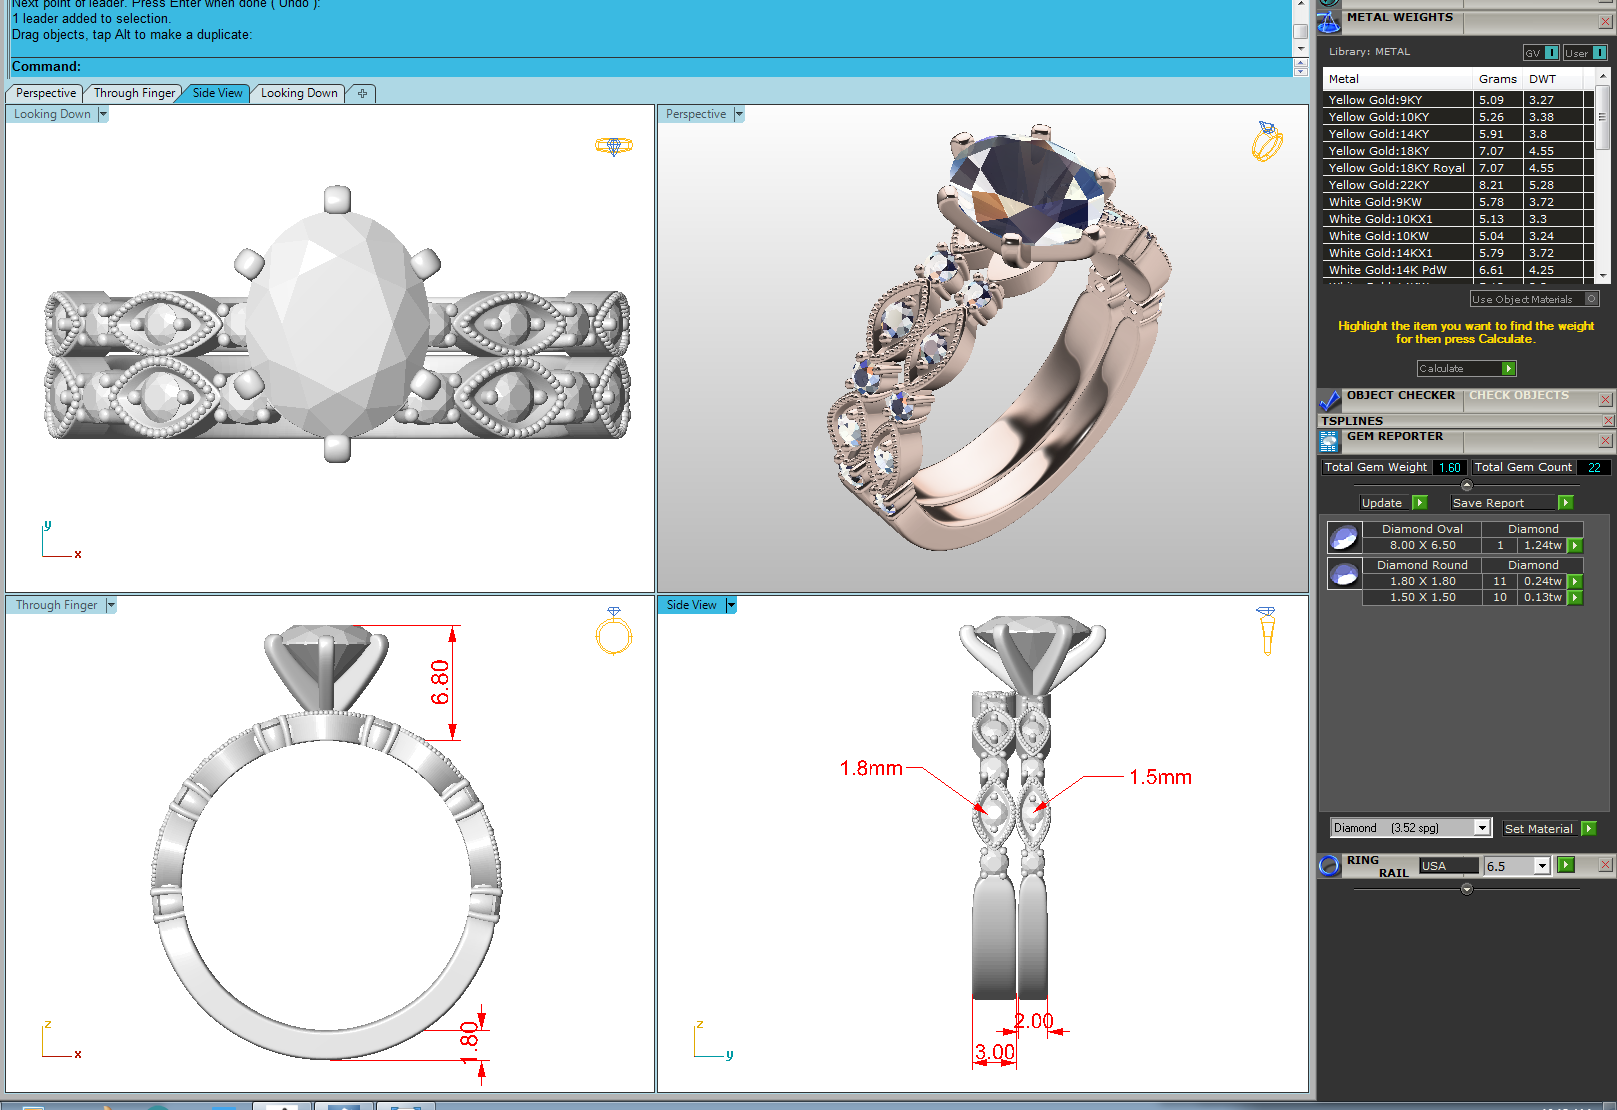 Next point of leader. Press Enter when done ( Undo ):
1 leader added to selection.
Drag objects, tap Alt to make a duplicate:
Command:
Perspective Through Finger Side View Looking Down
Looking Down
Perspective
6.80
Through Finger
1.80
z
x
y
x
Side View
1.8mm
1.5mm
2.00
3.00
z
y
METAL WEIGHTS
Library: METAL GV User
Metal Grams DWT
Yellow Gold:9KY 5.09 3.27
Yellow Gold:10KY 5.26 3.38
Yellow Gold:14KY 5.91 3.8
Yellow Gold:18KY 7.07 4.55
Yellow Gold:18KY Royal 7.07 4.55
Yellow Gold:22KY 8.21 5.28
White Gold:9KW 5.78 3.72
White Gold:10KX1 5.13 3.3
White Gold:10KW 5.04 3.24
White Gold:14KX1 5.79 3.72
White Gold:14K PdW 6.61 4.25
Use Object Materials
Highlight the item you want to find the weight
for then press Calculate.
Calculate
OBJECT CHECKER CHECK OBJECTS
TSPLINES
GEM REPORTER
Total Gem Weight 1.60 Total Gem Count 22
Update Save Report
Diamond Oval Diamond
8.00 X 6.50 1 1.24tw
Diamond Round Diamond
1.80 X 1.80 11 0.24tw
1.50 X 1.50 10 0.13tw
Diamond (3.52 spg) Set Material
RING RAIL USA 6.5